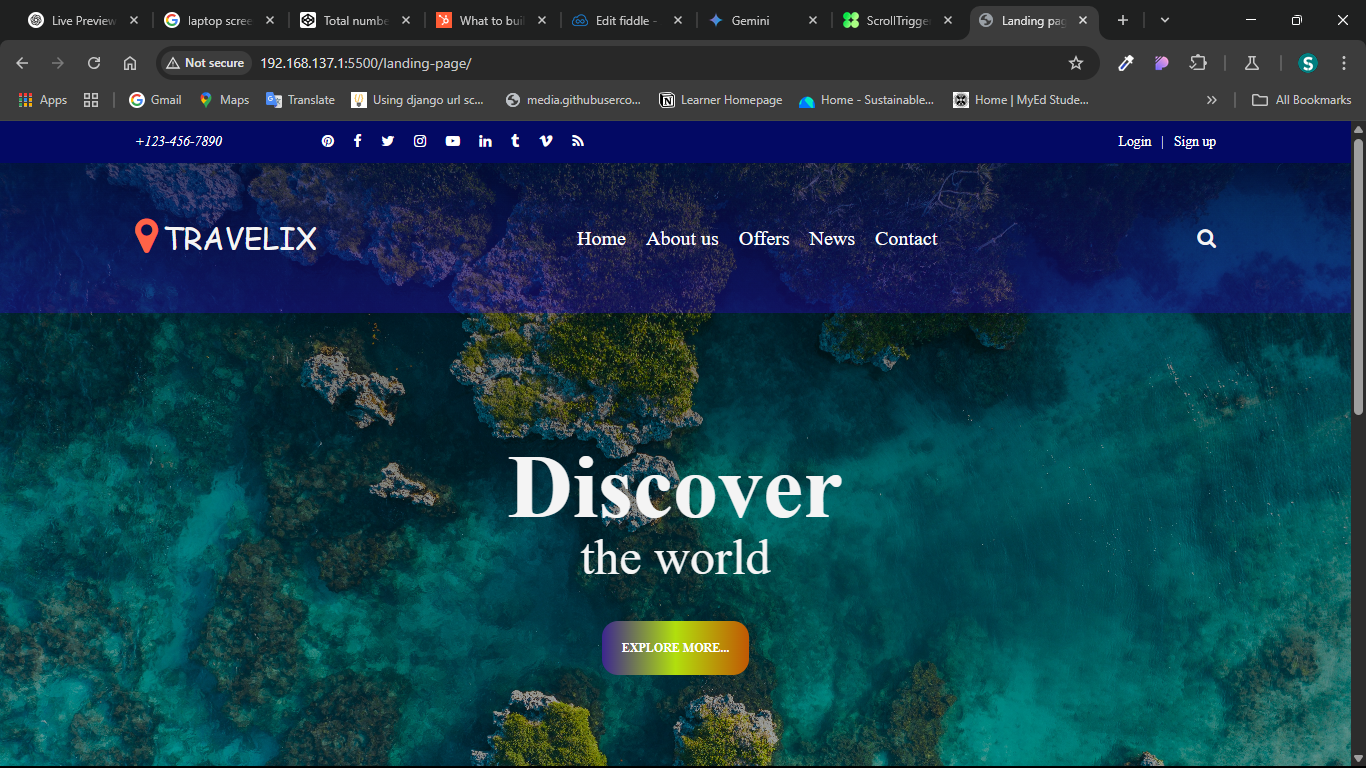 Live Preview
laptop scree
Total numbe
What to bui
Edit fiddle -
Gemini
ScrollTrigge
Landing pag
Not secure
192.168.137.1:5500/landing-page/
S
Apps
Gmail
Maps
Translate
Using django url sc...
media.githubuserco...
Learner Homepage
Home - Sustainable...
Home | MyEd Stude...
All Bookmarks
+123-456-7890
Login | Sign up
TRAVELIX
Home
About us
Offers
News
Contact
Discover
the world
EXPLORE MORE...